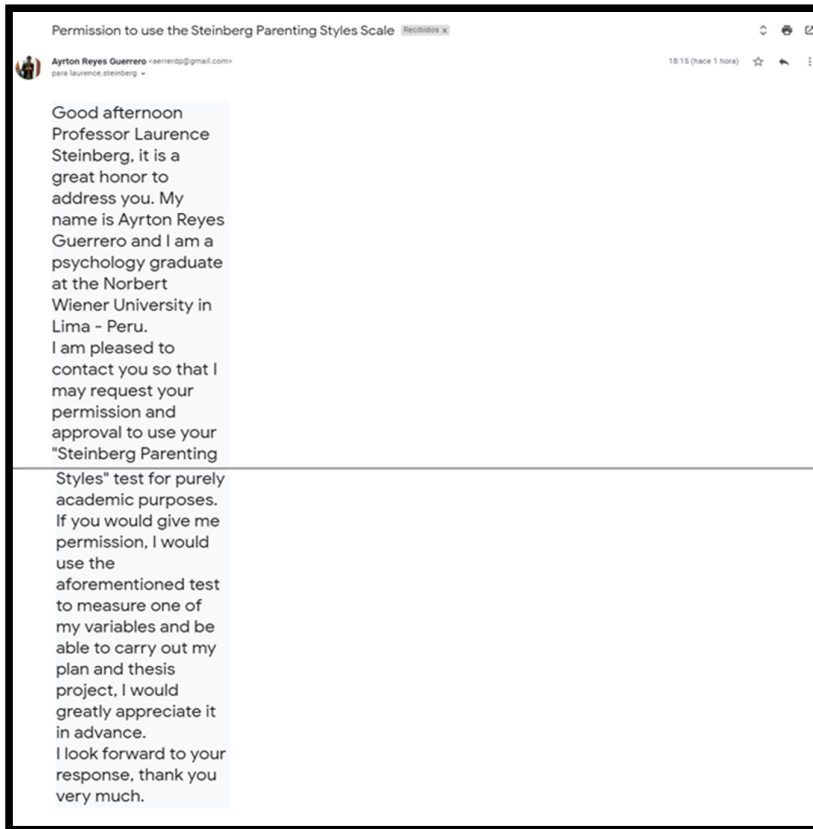 Permission to use the Steinberg Parenting Styles Scale Recibidos x
Ayrton Reyes Guerrero <aerrerdp@gmail.com>
18:15 (hace 1 hora)
para laurence.steinberg
Good afternoon
Professor Laurence
Steinberg, it is a
great honor to
address you. My
name is Ayrton Reyes
Guerrero and I am a
psychology graduate
at the Norbert
Wiener University in
Lima - Peru.
I am pleased to
contact you so that I
may request your
permission and
approval to use your
"Steinberg Parenting
Styles" test for purely
academic purposes.
If you would give me
permission, I would
use the
aforementioned test
to measure one of
my variables and be
able to carry out my
plan and thesis
project, I would
greatly appreciate it
in advance.
I look forward to your
response, thank you
very much.